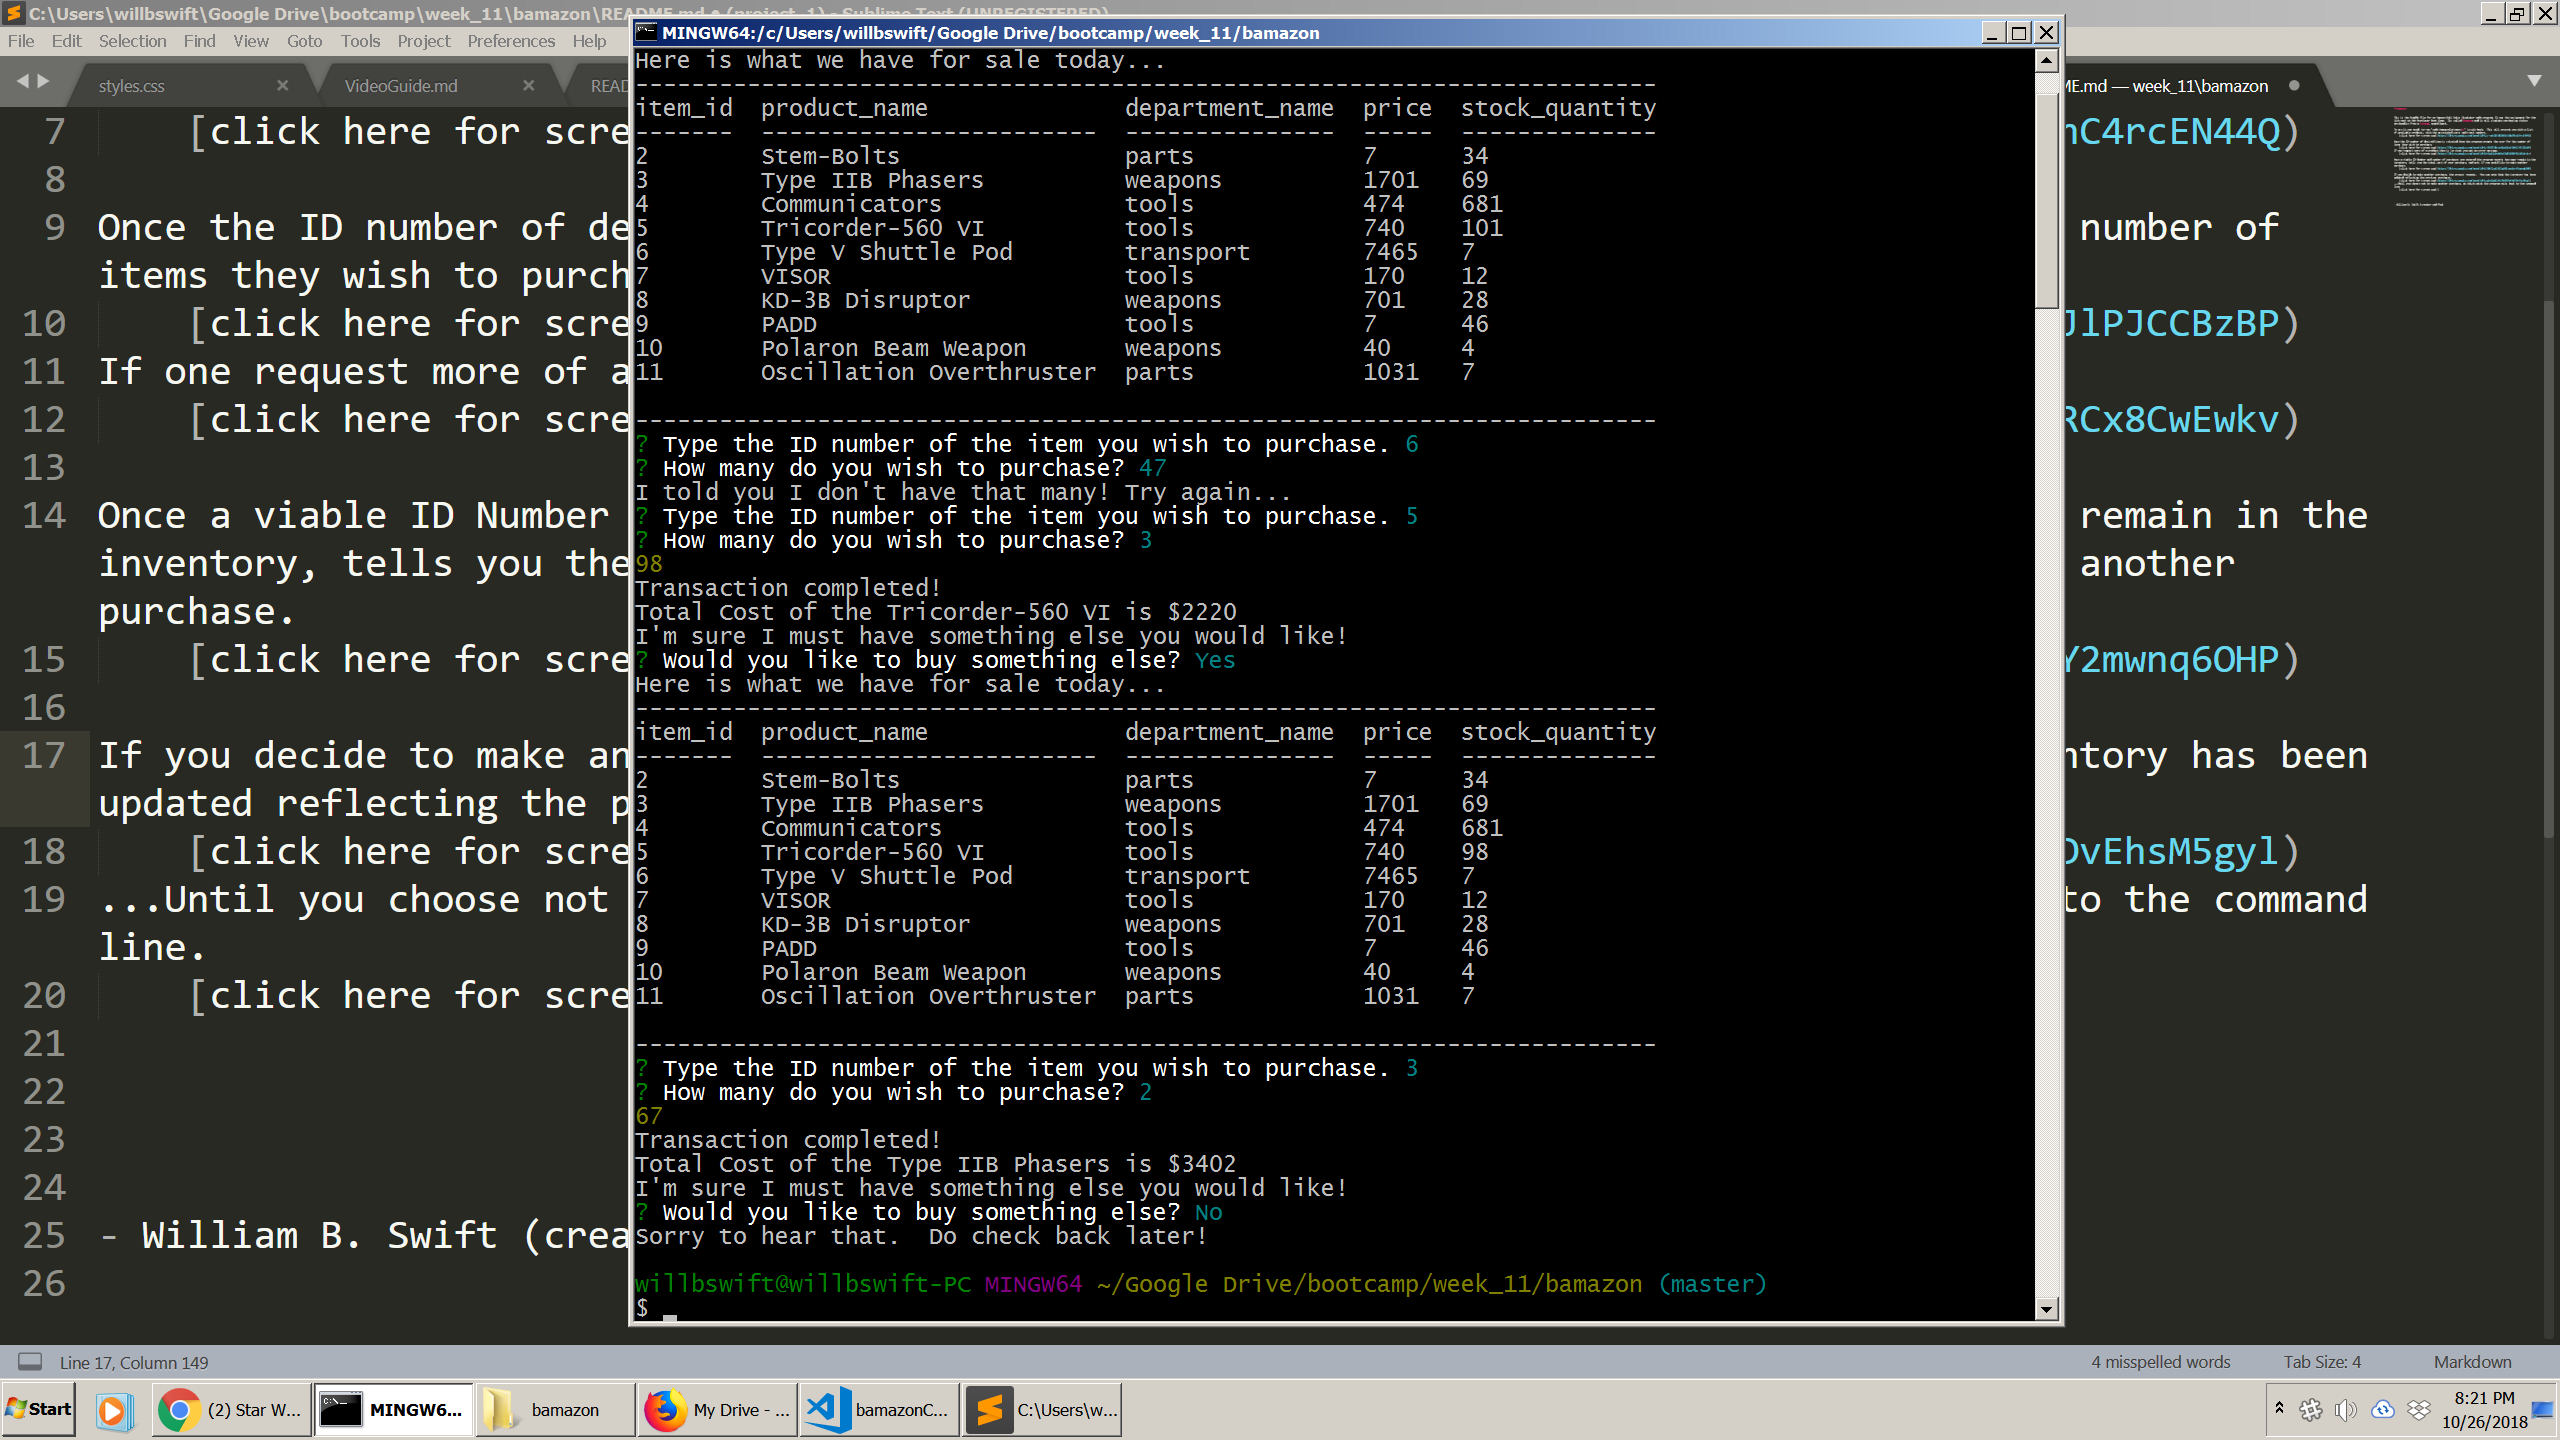 C:\Users\willbswift\Google Drive\bootcamp\week_11\bamazon\README.md • (project_1) - Sublime Text (UNREGISTERED)
File Edit Selection Find View Goto Tools Project Preferences Help
styles.css × VideoGuide.md × READ
ME.md — week_11\bamazon
7 [click here for scre
nC4rcEN44Q)
8
9 Once the ID number of de
number of
items they wish to purch
10 [click here for scre
JlPJCCBzBP)
11 If one request more of a
12 [click here for scre
RCx8CwEwkv)
13
14 Once a viable ID Number
remain in the
inventory, tells you the
another
purchase.
15 [click here for scre
Y2mwnq6OHP)
16
17 If you decide to make an
ntory has been
updated reflecting the p
18 [click here for scre
OvEhsM5gyl)
19 ...Until you choose not
to the command
line.
20 [click here for scre
21
22
23
24
25 - William B. Swift (crea
26
MINGW64:/c/Users/willbswift/Google Drive/bootcamp/week_11/bamazon
Here is what we have for sale today...
--------------------------------------------------------------------------
item_id  product_name              department_name  price  stock_quantity
-------  ------------------------  ---------------  -----  --------------
2        Stem-Bolts                parts            7      34
3        Type IIB Phasers          weapons          1701   69
4        Communicators             tools            474    681
5        Tricorder-560 VI          tools            740    101
6        Type V Shuttle Pod        transport        7465   7
7        VISOR                     tools            170    12
8        KD-3B Disruptor           weapons          701    28
9        PADD                      tools            7      46
10       Polaron Beam Weapon       weapons          40     4
11       Oscillation Overthruster  parts            1031   7
--------------------------------------------------------------------------
? Type the ID number of the item you wish to purchase. 6
? How many do you wish to purchase? 47
I told you I don't have that many! Try again...
? Type the ID number of the item you wish to purchase. 5
? How many do you wish to purchase? 3
98
Transaction completed!
Total Cost of the Tricorder-560 VI is $2220
I'm sure I must have something else you would like!
? Would you like to buy something else? Yes
Here is what we have for sale today...
--------------------------------------------------------------------------
item_id  product_name              department_name  price  stock_quantity
-------  ------------------------  ---------------  -----  --------------
2        Stem-Bolts                parts            7      34
3        Type IIB Phasers          weapons          1701   69
4        Communicators             tools            474    681
5        Tricorder-560 VI          tools            740    98
6        Type V Shuttle Pod        transport        7465   7
7        VISOR                     tools            170    12
8        KD-3B Disruptor           weapons          701    28
9        PADD                      tools            7      46
10       Polaron Beam Weapon       weapons          40     4
11       Oscillation Overthruster  parts            1031   7
--------------------------------------------------------------------------
? Type the ID number of the item you wish to purchase. 3
? How many do you wish to purchase? 2
67
Transaction completed!
Total Cost of the Type IIB Phasers is $3402
I'm sure I must have something else you would like!
? Would you like to buy something else? No
Sorry to hear that.  Do check back later!
willbswift@willbswift-PC MINGW64 ~/Google Drive/bootcamp/week_11/bamazon (master)
$
Line 17, Column 149
4 misspelled words Tab Size: 4 Markdown
Start (2) Star W... MINGW6... bamazon My Drive - ... bamazonC... C:\Users\w...
8:21 PM
10/26/2018